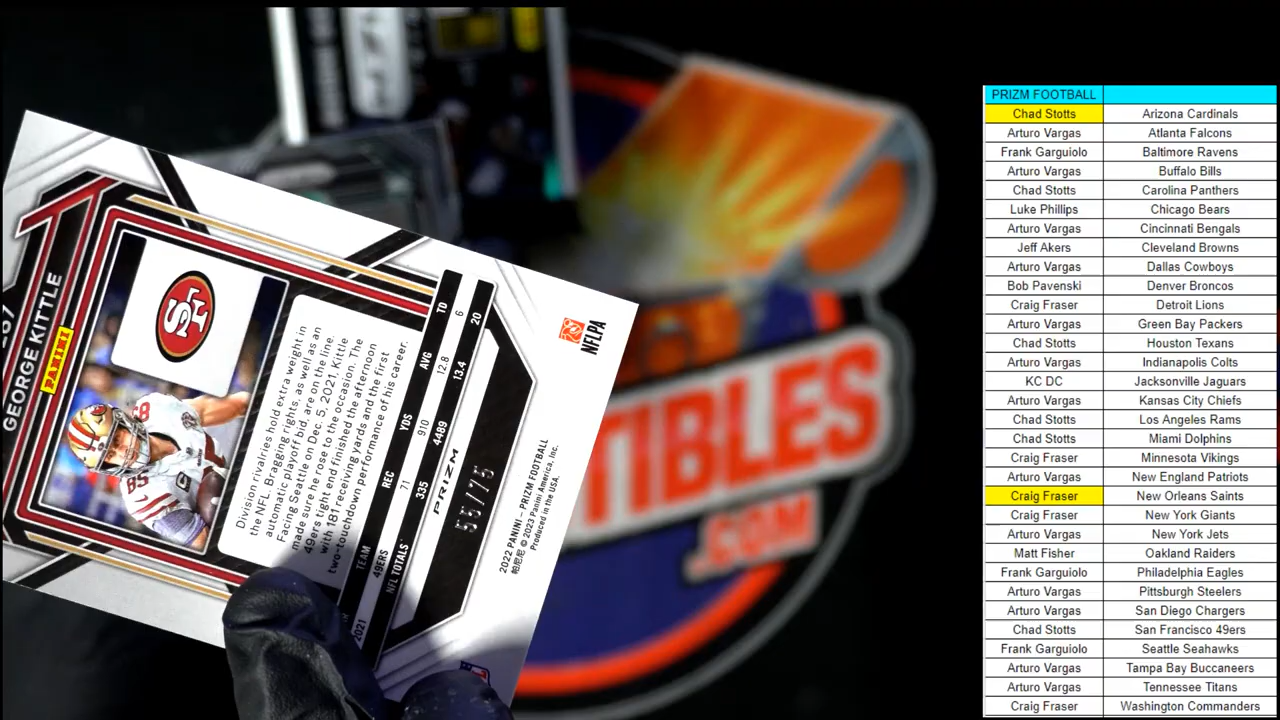 GEORGE KITTLE
PANINI
SF
85
Division rivalries hold extra weight in
the NFL. Bragging rights, as well as an
automatic playoff bid, are on the line.
Facing Seattle on Dec. 5, 2021, Kittle
made sure he rose to the occasion. The
49ers tight end finished the afternoon
with 181 receiving yards and the first
two-touchdown performance of his career.
TEAM REC YDS AVG TD
2021 49ERS 71 910 12.8 6
NFL TOTALS 335 4489 13.4 20
PRIZM
55/75
2022 PANINI – PRIZM FOOTBALL
帕尼尼 © 2023 Panini America, Inc.
Produced in the USA.
NFLPA
TIBLES
.COM
PRIZM FOOTBALL
Chad Stotts Arizona Cardinals
Arturo Vargas Atlanta Falcons
Frank Garguiolo Baltimore Ravens
Arturo Vargas Buffalo Bills
Chad Stotts Carolina Panthers
Luke Phillips Chicago Bears
Arturo Vargas Cincinnati Bengals
Jeff Akers Cleveland Browns
Arturo Vargas Dallas Cowboys
Bob Pavenski Denver Broncos
Craig Fraser Detroit Lions
Arturo Vargas Green Bay Packers
Chad Stotts Houston Texans
Arturo Vargas Indianapolis Colts
KC DC Jacksonville Jaguars
Arturo Vargas Kansas City Chiefs
Chad Stotts Los Angeles Rams
Chad Stotts Miami Dolphins
Craig Fraser Minnesota Vikings
Arturo Vargas New England Patriots
Craig Fraser New Orleans Saints
Craig Fraser New York Giants
Arturo Vargas New York Jets
Matt Fisher Oakland Raiders
Frank Garguiolo Philadelphia Eagles
Arturo Vargas Pittsburgh Steelers
Arturo Vargas San Diego Chargers
Chad Stotts San Francisco 49ers
Frank Garguiolo Seattle Seahawks
Arturo Vargas Tampa Bay Buccaneers
Arturo Vargas Tennessee Titans
Craig Fraser Washington Commanders